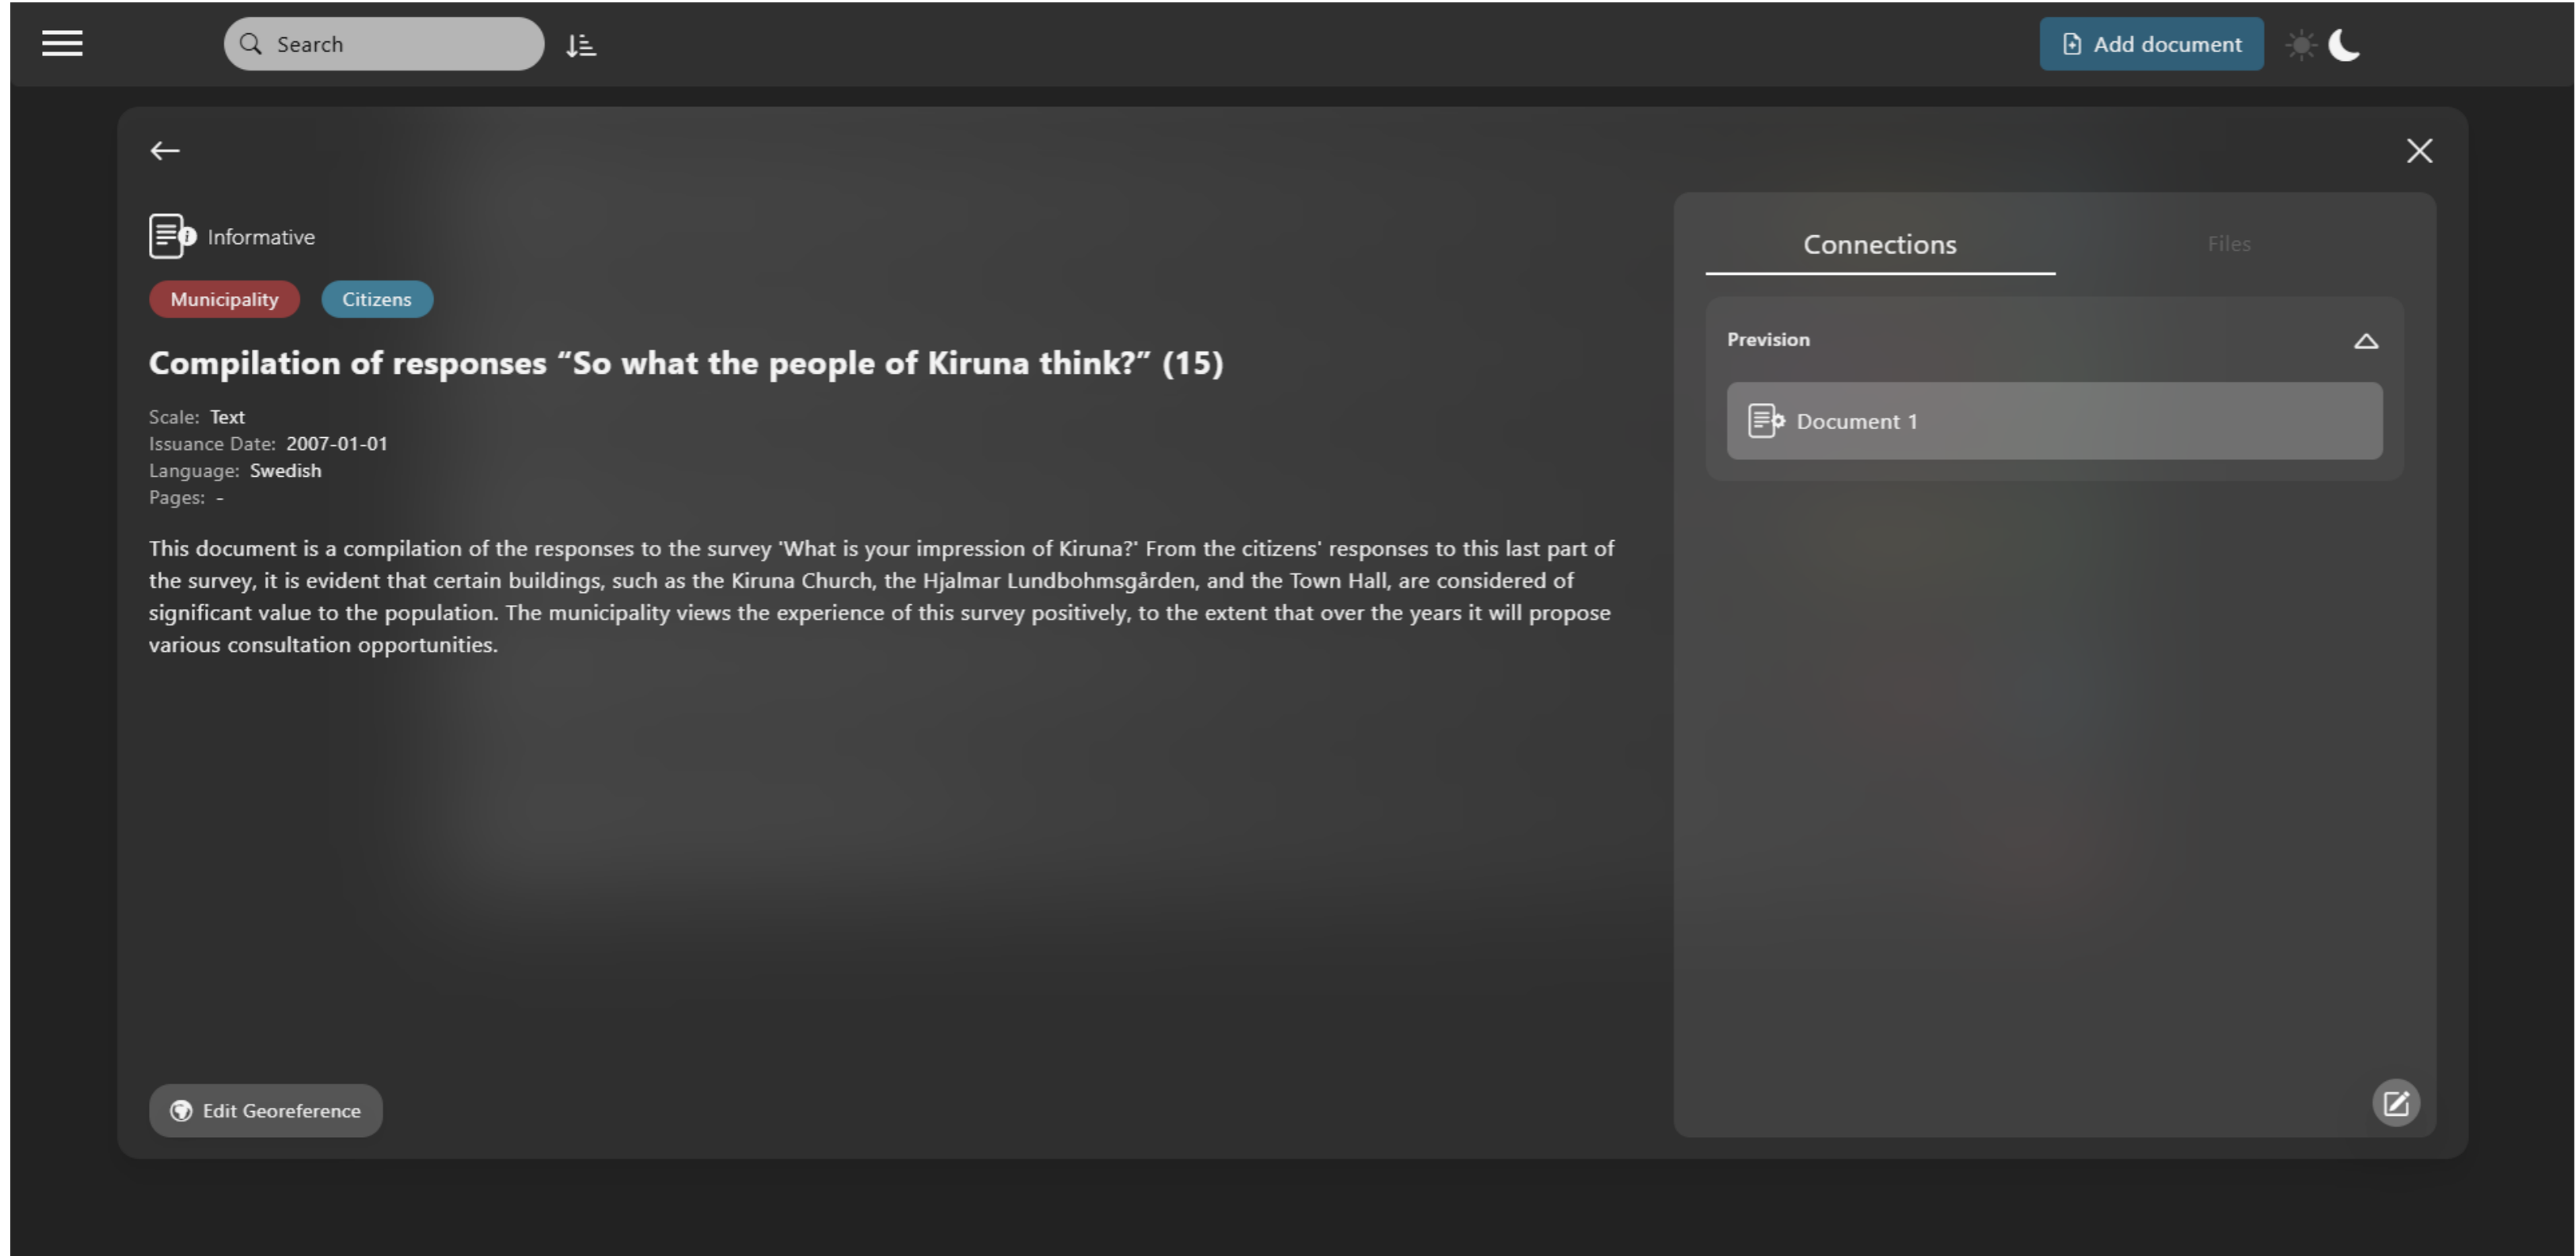 Search
Add document
Informative
Municipality
Citizens
Compilation of responses “So what the people of Kiruna think?” (15)
Scale: Text
Issuance Date: 2007-01-01
Language: Swedish
Pages: -
This document is a compilation of the responses to the survey 'What is your impression of Kiruna?' From the citizens' responses to this last part of
the survey, it is evident that certain buildings, such as the Kiruna Church, the Hjalmar Lundbohmsgården, and the Town Hall, are considered of
significant value to the population. The municipality views the experience of this survey positively, to the extent that over the years it will propose
various consultation opportunities.
Edit Georeference
Connections
Files
Prevision
Document 1